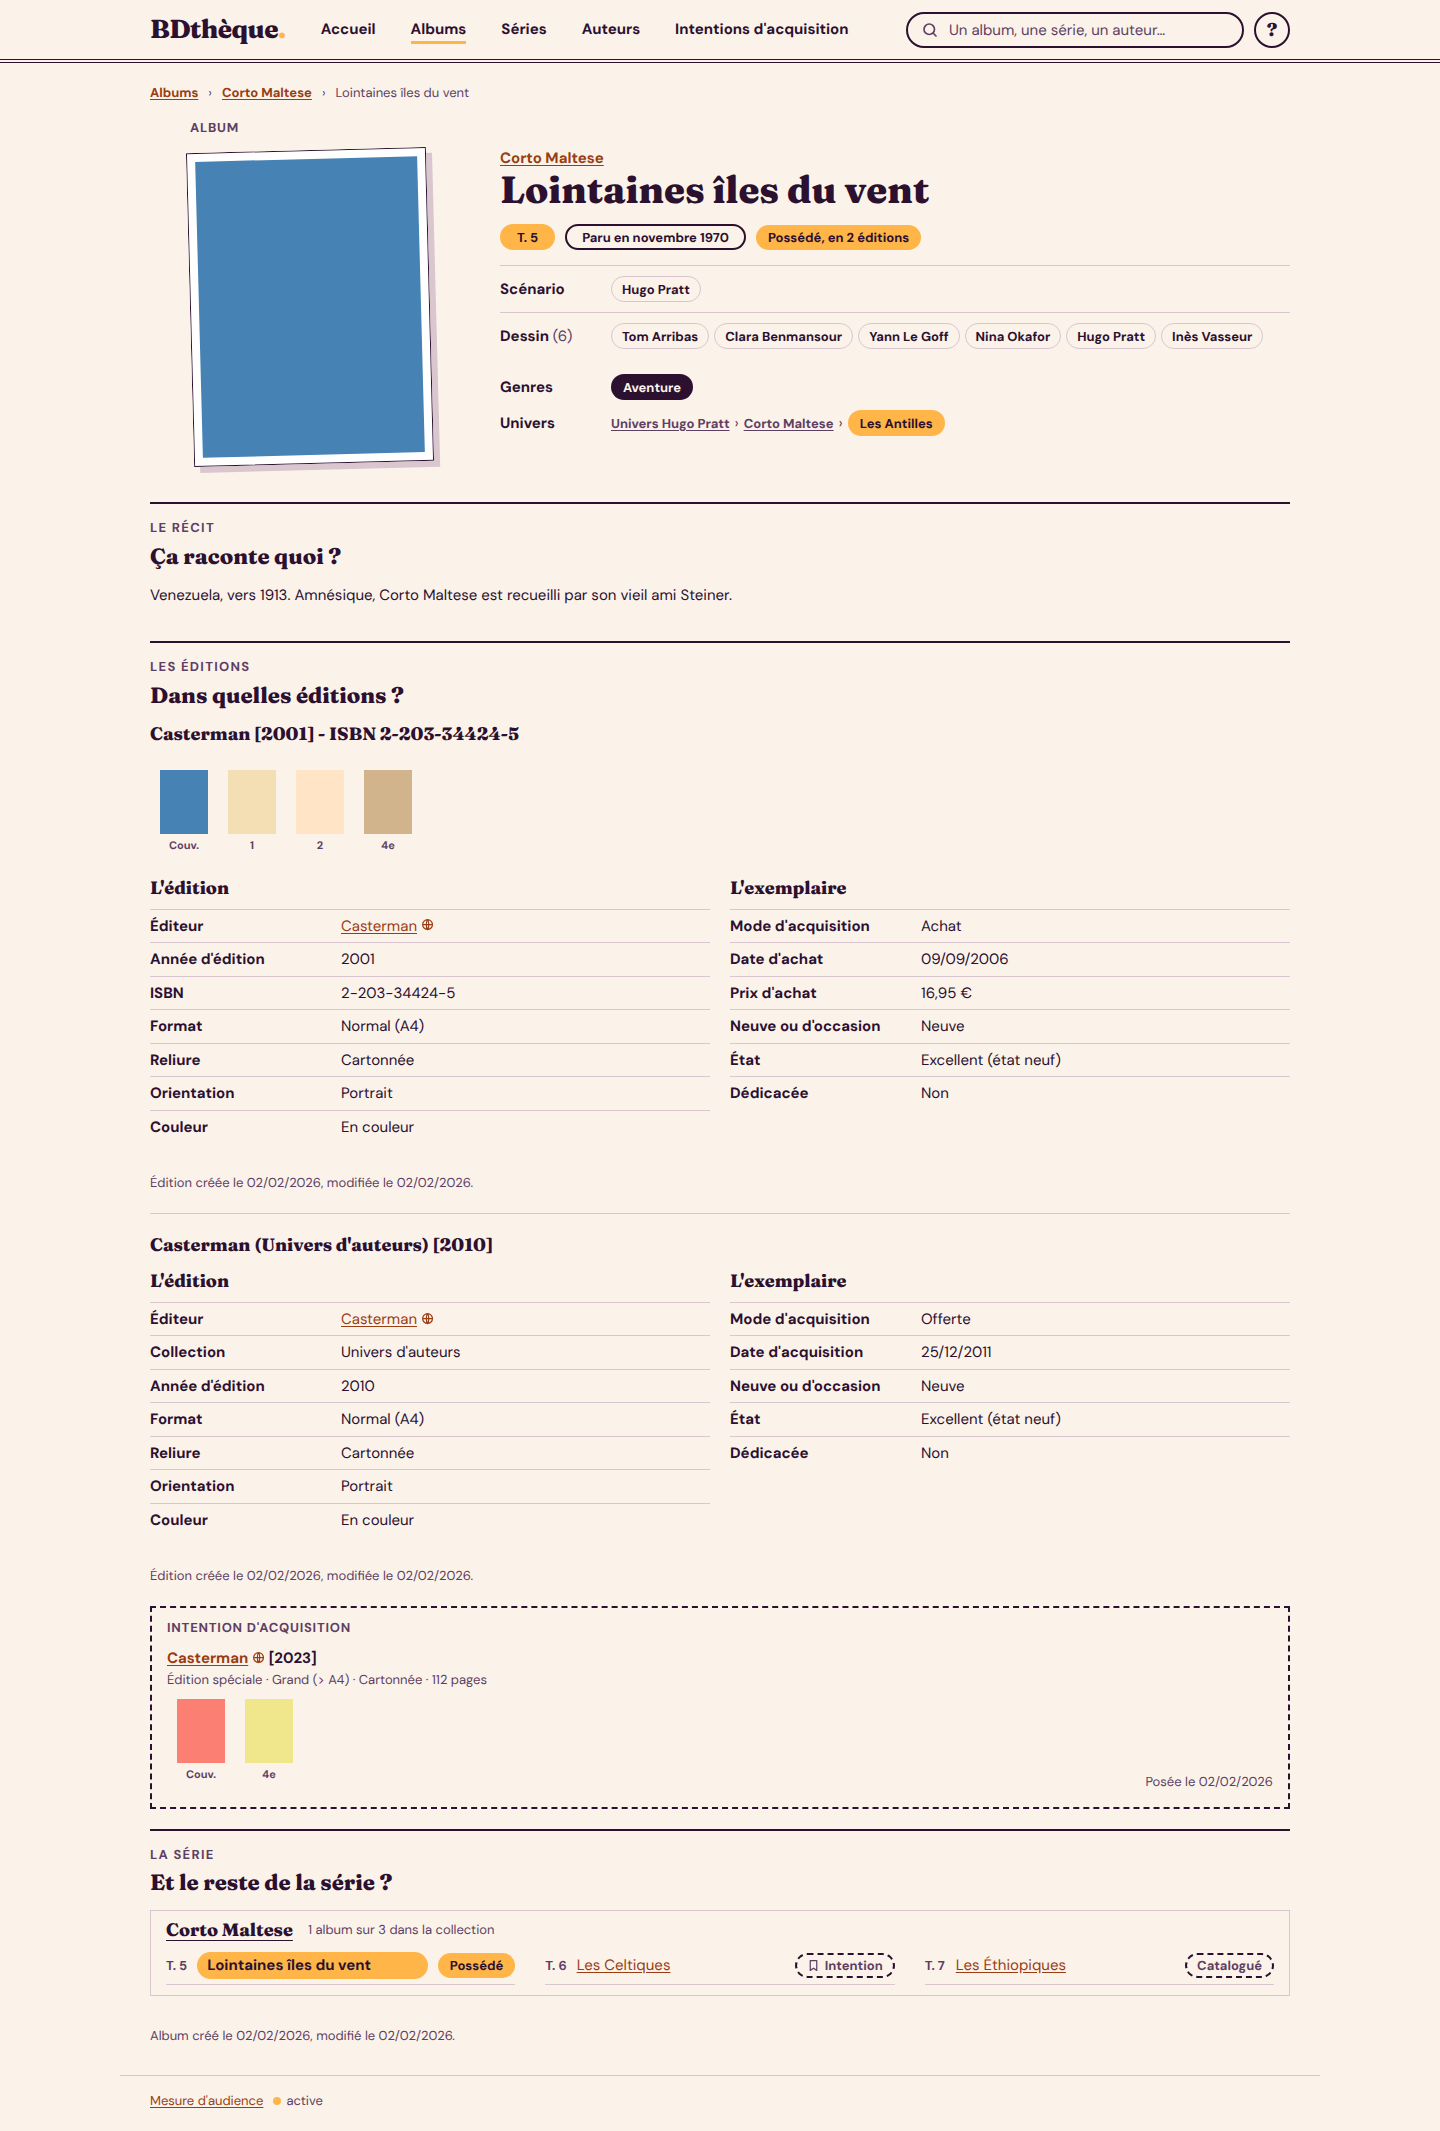 BDthèque.
Accueil Albums Séries Auteurs Intentions d'acquisition
Un album, une série, un auteur...
?
Albums › Corto Maltese › Lointaines îles du vent
ALBUM
Corto Maltese
Lointaines îles du vent
T. 5 Paru en novembre 1970 Possédé, en 2 éditions
Scénario Hugo Pratt
Dessin (6) Tom Arribas Clara Benmansour Yann Le Goff Nina Okafor Hugo Pratt Inès Vasseur
Genres Aventure
Univers Univers Hugo Pratt › Corto Maltese › Les Antilles
LE RÉCIT
Ça raconte quoi ?
Venezuela, vers 1913. Amnésique, Corto Maltese est recueilli par son vieil ami Steiner.
LES ÉDITIONS
Dans quelles éditions ?
Casterman [2001] - ISBN 2-203-34424-5
Couv. 1 2 4e
L'édition
Éditeur Casterman
Année d'édition 2001
ISBN 2-203-34424-5
Format Normal (A4)
Reliure Cartonnée
Orientation Portrait
Couleur En couleur
L'exemplaire
Mode d'acquisition Achat
Date d'achat 09/09/2006
Prix d'achat 16,95 €
Neuve ou d'occasion Neuve
État Excellent (état neuf)
Dédicacée Non
Édition créée le 02/02/2026, modifiée le 02/02/2026.
Casterman (Univers d'auteurs) [2010]
L'édition
Éditeur Casterman
Collection Univers d'auteurs
Année d'édition 2010
Format Normal (A4)
Reliure Cartonnée
Orientation Portrait
Couleur En couleur
L'exemplaire
Mode d'acquisition Offerte
Date d'acquisition 25/12/2011
Neuve ou d'occasion Neuve
État Excellent (état neuf)
Dédicacée Non
Édition créée le 02/02/2026, modifiée le 02/02/2026.
INTENTION D'ACQUISITION
Casterman [2023]
Édition spéciale · Grand (> A4) · Cartonnée · 112 pages
Couv. 4e
Posée le 02/02/2026
LA SÉRIE
Et le reste de la série ?
Corto Maltese 1 album sur 3 dans la collection
T. 5 Lointaines îles du vent Possédé T. 6 Les Celtiques Intention T. 7 Les Éthiopiques Catalogué
Album créé le 02/02/2026, modifié le 02/02/2026.
Mesure d'audience active